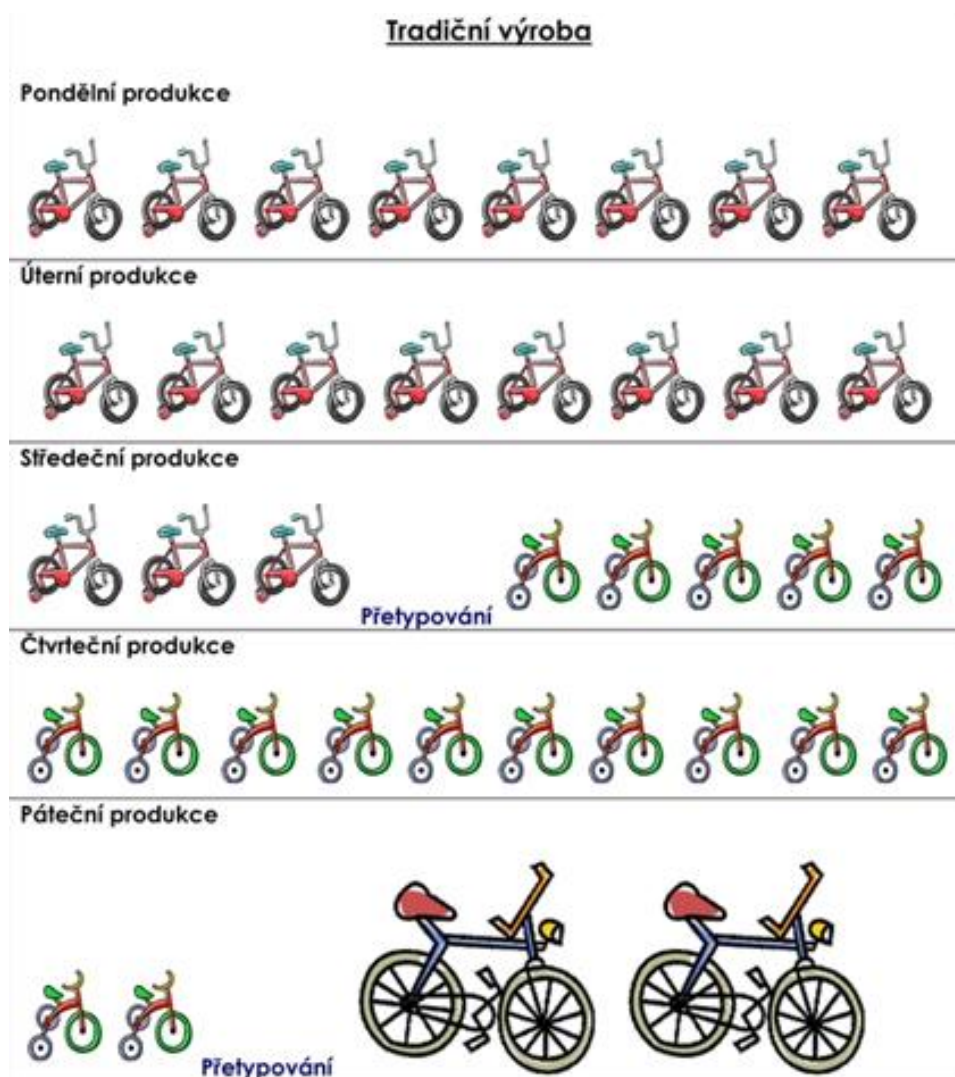 Tradiční výroba
Pondělní produkce
Úterní produkce
Středeční produkce
Přetypování
Čtvrteční produkce
Páteční produkce
Přetypování